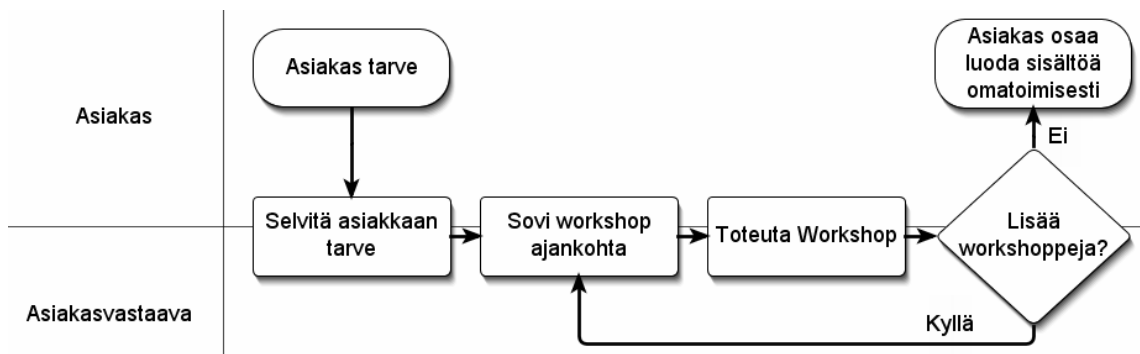 Asiakas
Asiakas tarve
Asiakas osaa
luoda sisältöä
omatoimisesti
Ei
Selvitä asiakkaan
tarve
Sovi workshop
ajankohta
Toteuta Workshop
Lisää
workshoppeja?
Kyllä
Asiakasvastaava